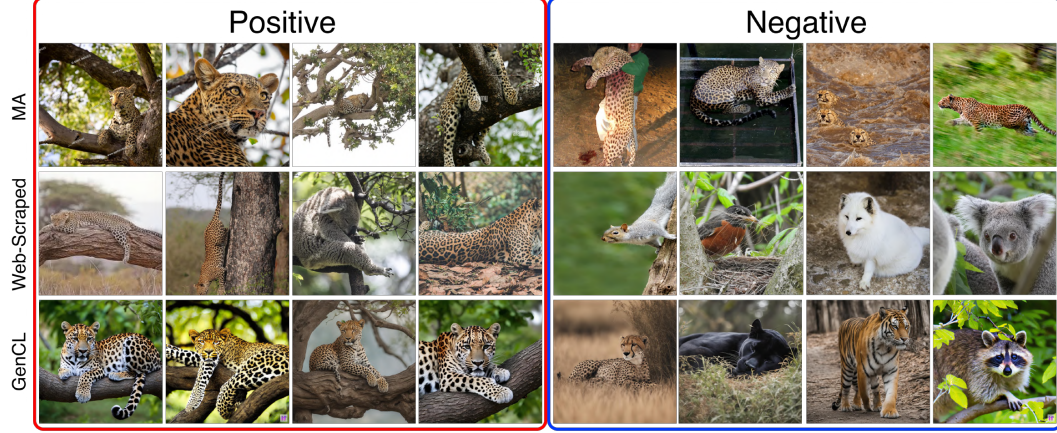 Positive
Negative
MA
Web-Scraped
GenCL